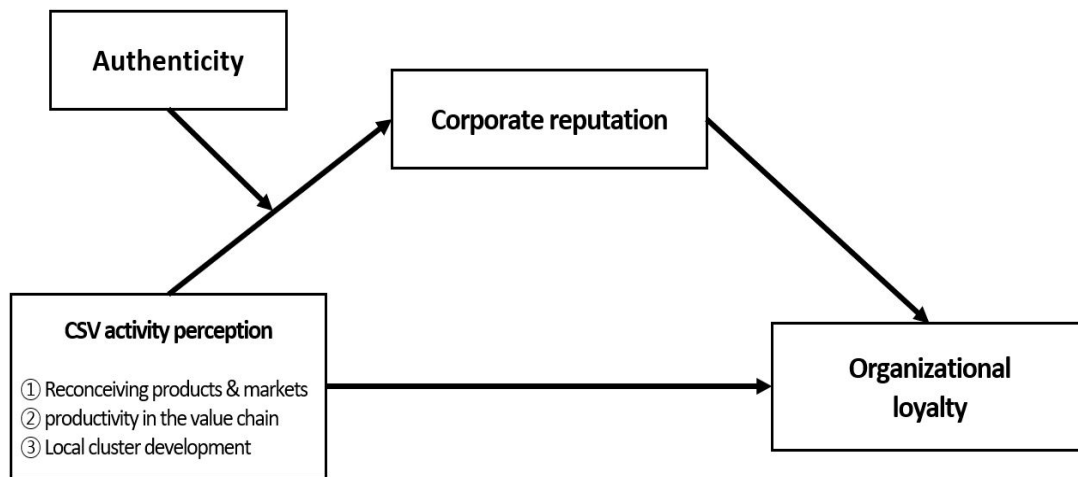 Authenticity
Corporate reputation
CSV activity perception
① Reconceiving products & markets
② productivity in the value chain
③ Local cluster development
Organizational
loyalty